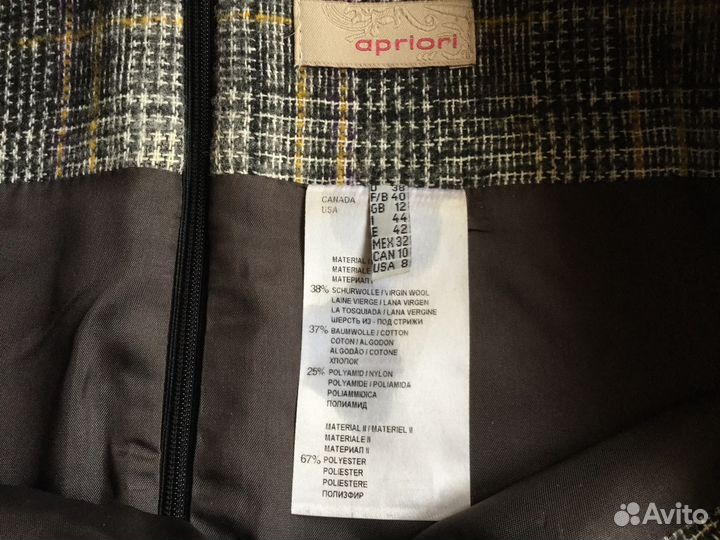 apriori
D 38
F/B 40
GB 12
I 44
E 42
MEX 32
CAN 10
USA 8
CANADA
USA
MATERIAL
MATERIALE
МАТЕРИАЛ
38% SCHURWOLLE / VIRGIN WOOL
LAINE VIERGE / LANA VIRGEN
LA TOSQUIADA / LANA VERGINE
ШЕРСТЬ ИЗ - ПОД СТРИЖИ
37% BAUMWOLLE / COTTON
COTON / ALGODON
ALGODÃO / COTONE
ХЛОПОК
25% POLYAMID / NYLON
POLYAMIDE / POLIAMIDA
POLIAMMIDICA
ПОЛИАМИД
MATERIAL II / MATERIEL II
MATERIALE II
МАТЕРИАЛ II
67% POLYESTER
POLIESTER
POLIESTERE
ПОЛИЗФИР
Avito